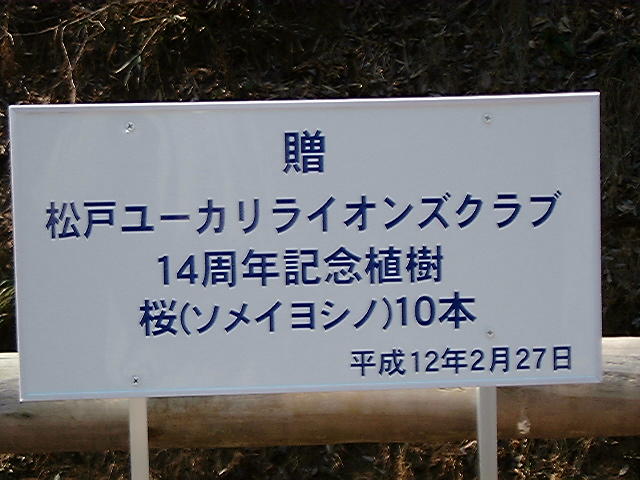 贈
松戸ユーカリライオンズクラブ
14周年記念植樹
桜(ソメイヨシノ)10本
平成12年2月27日